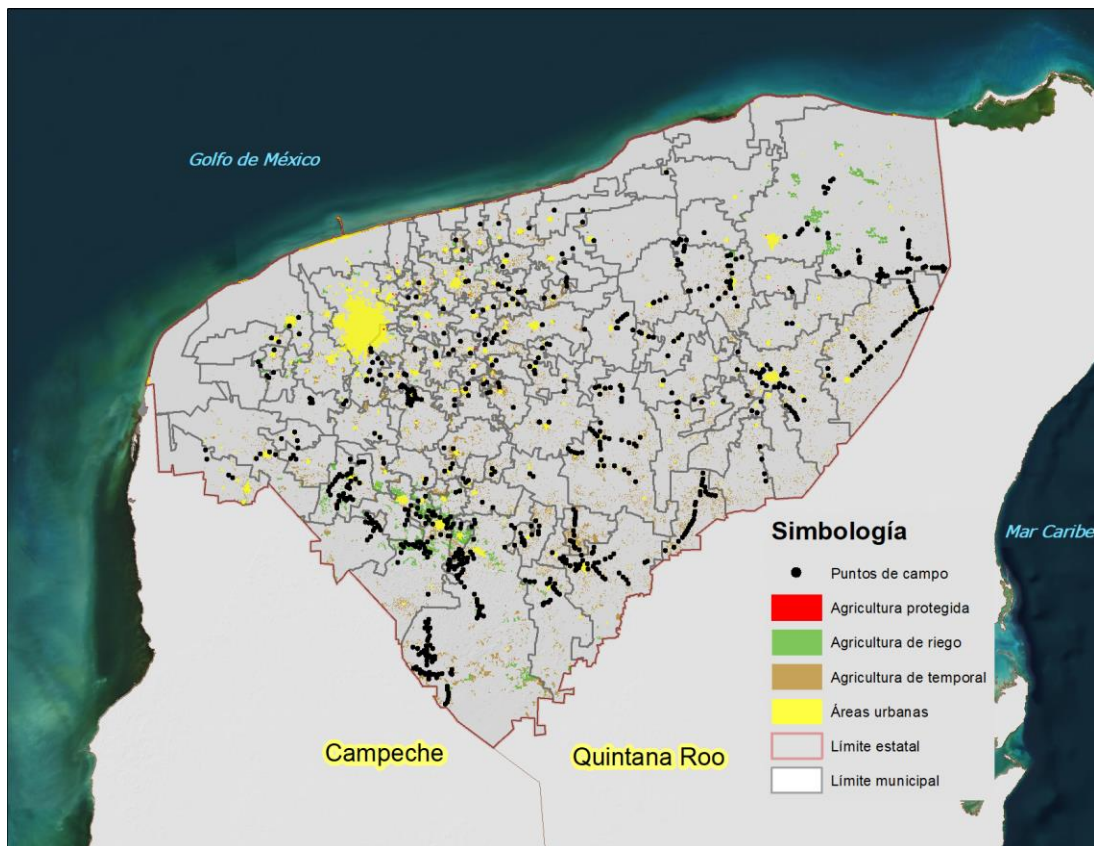 Golfo de México
Simbología
Mar Caribe
Puntos de campo
Agricultura protegida
Agricultura de riego
Agricultura de temporal
Áreas urbanas
Límite estatal
Límite municipal
Campeche
Quintana Roo